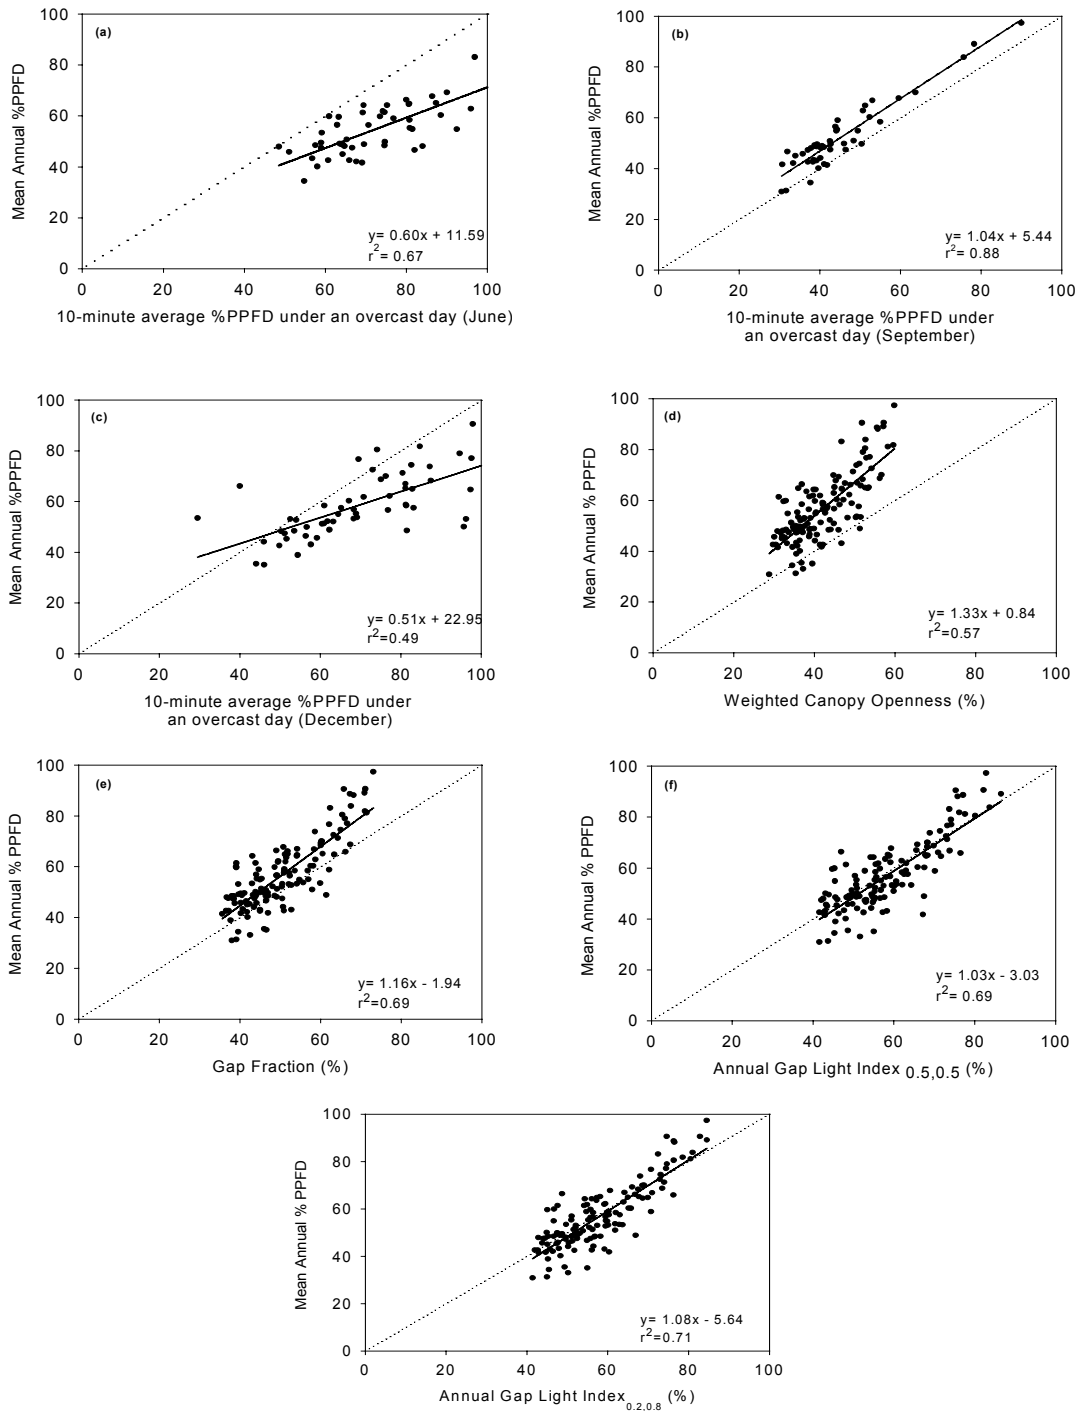 (a)
Mean Annual %PPFD
100
80
60
40
20
0
y= 0.60x + 11.59
r2= 0.67
0 20 40 60 80 100
10-minute average %PPFD under an overcast day (June)
(b)
Mean Annual %PPFD
100
80
60
40
20
0
y= 1.04x + 5.44
r2= 0.88
0 20 40 60 80 100
10-minute average %PPFD under
an overcast day (September)
(c)
Mean Annual %PPFD
100
80
60
40
20
0
y= 0.51x + 22.95
r2=0.49
0 20 40 60 80 100
10-minute average %PPFD under
an overcast day (December)
(d)
Mean Annual % PPFD
100
80
60
40
20
0
y= 1.33x + 0.84
r2=0.57
0 20 40 60 80 100
Weighted Canopy Openness (%)
(e)
Mean Annual % PPFD
100
80
60
40
20
0
y= 1.16x - 1.94
r2=0.69
0 20 40 60 80 100
Gap Fraction (%)
(f)
Mean Annual % PPFD
100
80
60
40
20
0
y= 1.03x - 3.03
r2= 0.69
0 20 40 60 80 100
Annual Gap Light Index 0.5,0.5 (%)
Mean Annual % PPFD
100
80
60
40
20
0
y= 1.08x - 5.64
r2=0.71
0 20 40 60 80 100
Annual Gap Light Index0.2,0.8 (%)